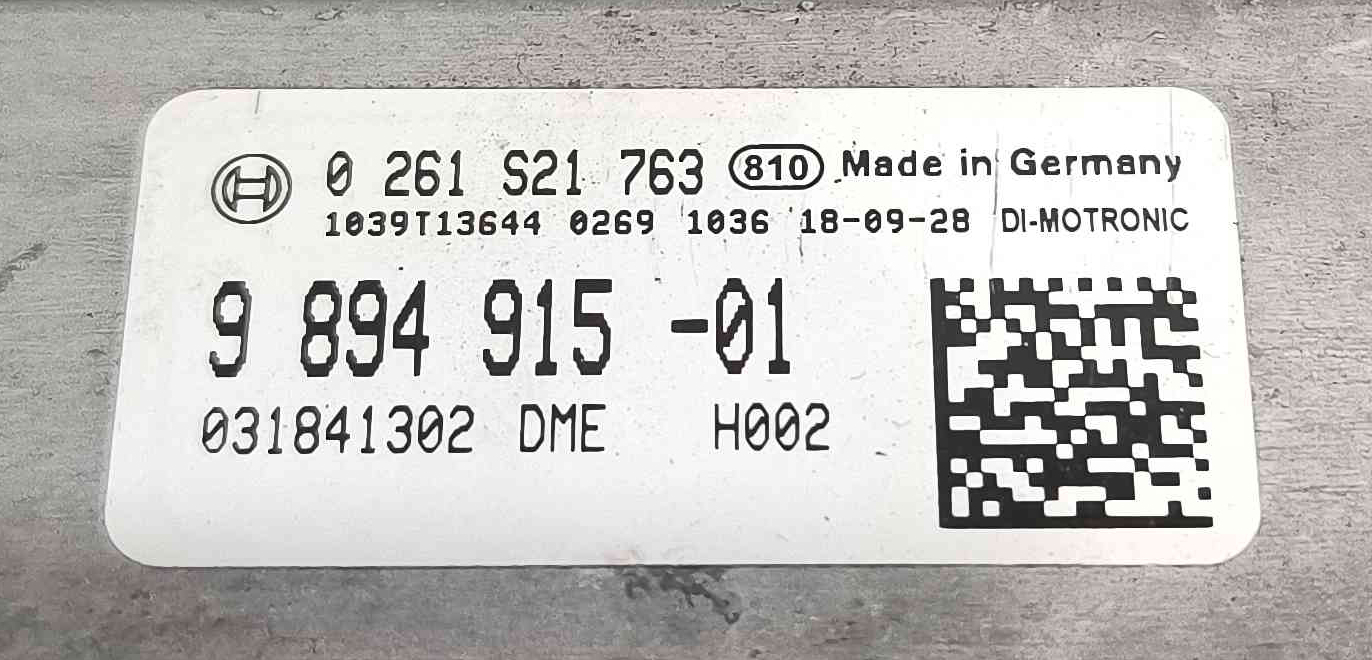 0 261 S21 763 810 Made in Germany
1039T13644 0269 1036 18-09-28 DI-MOTRONIC
9 894 915 -01
031841302 DME H002